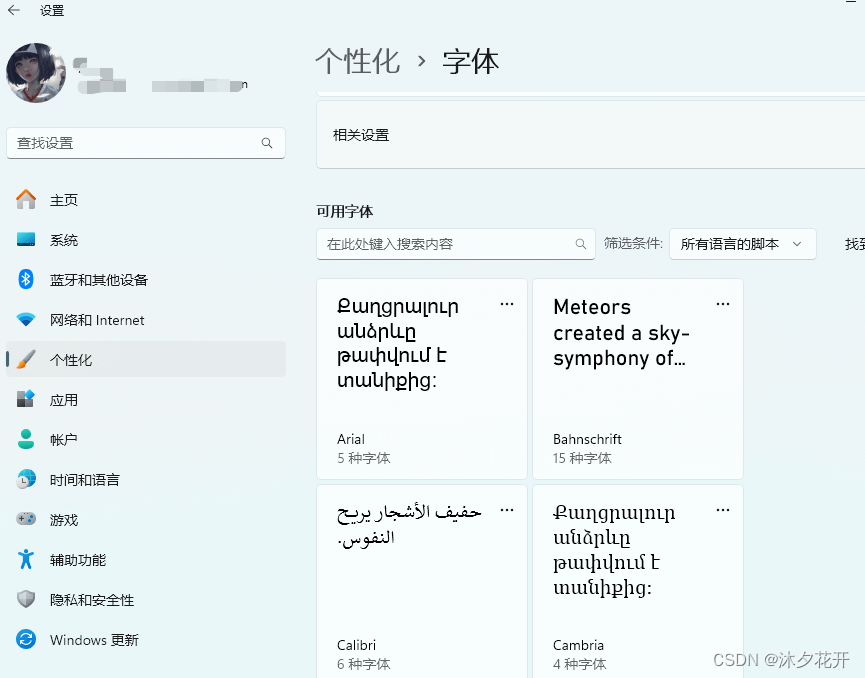 设置
个性化 › 字体
查找设置
相关设置
主页
系统
蓝牙和其他设备
网络和 Internet
个性化
应用
帐户
时间和语言
游戏
辅助功能
隐私和安全性
Windows 更新
可用字体
在此处键入搜索内容
筛选条件:
所有语言的脚本
找到
Քաղցրալուր
անձրևը
թափվում է
տանիքից:
Arial
5 种字体
Meteors
created a sky-
symphony of...
Bahnschrift
15 种字体
حفيف الأشجار يريح
النفوس.
Calibri
6 种字体
Քաղցրալուր
անձրևը
թափվում է
տանիքից:
Cambria
4 种字体
CSDN @沐夕花开